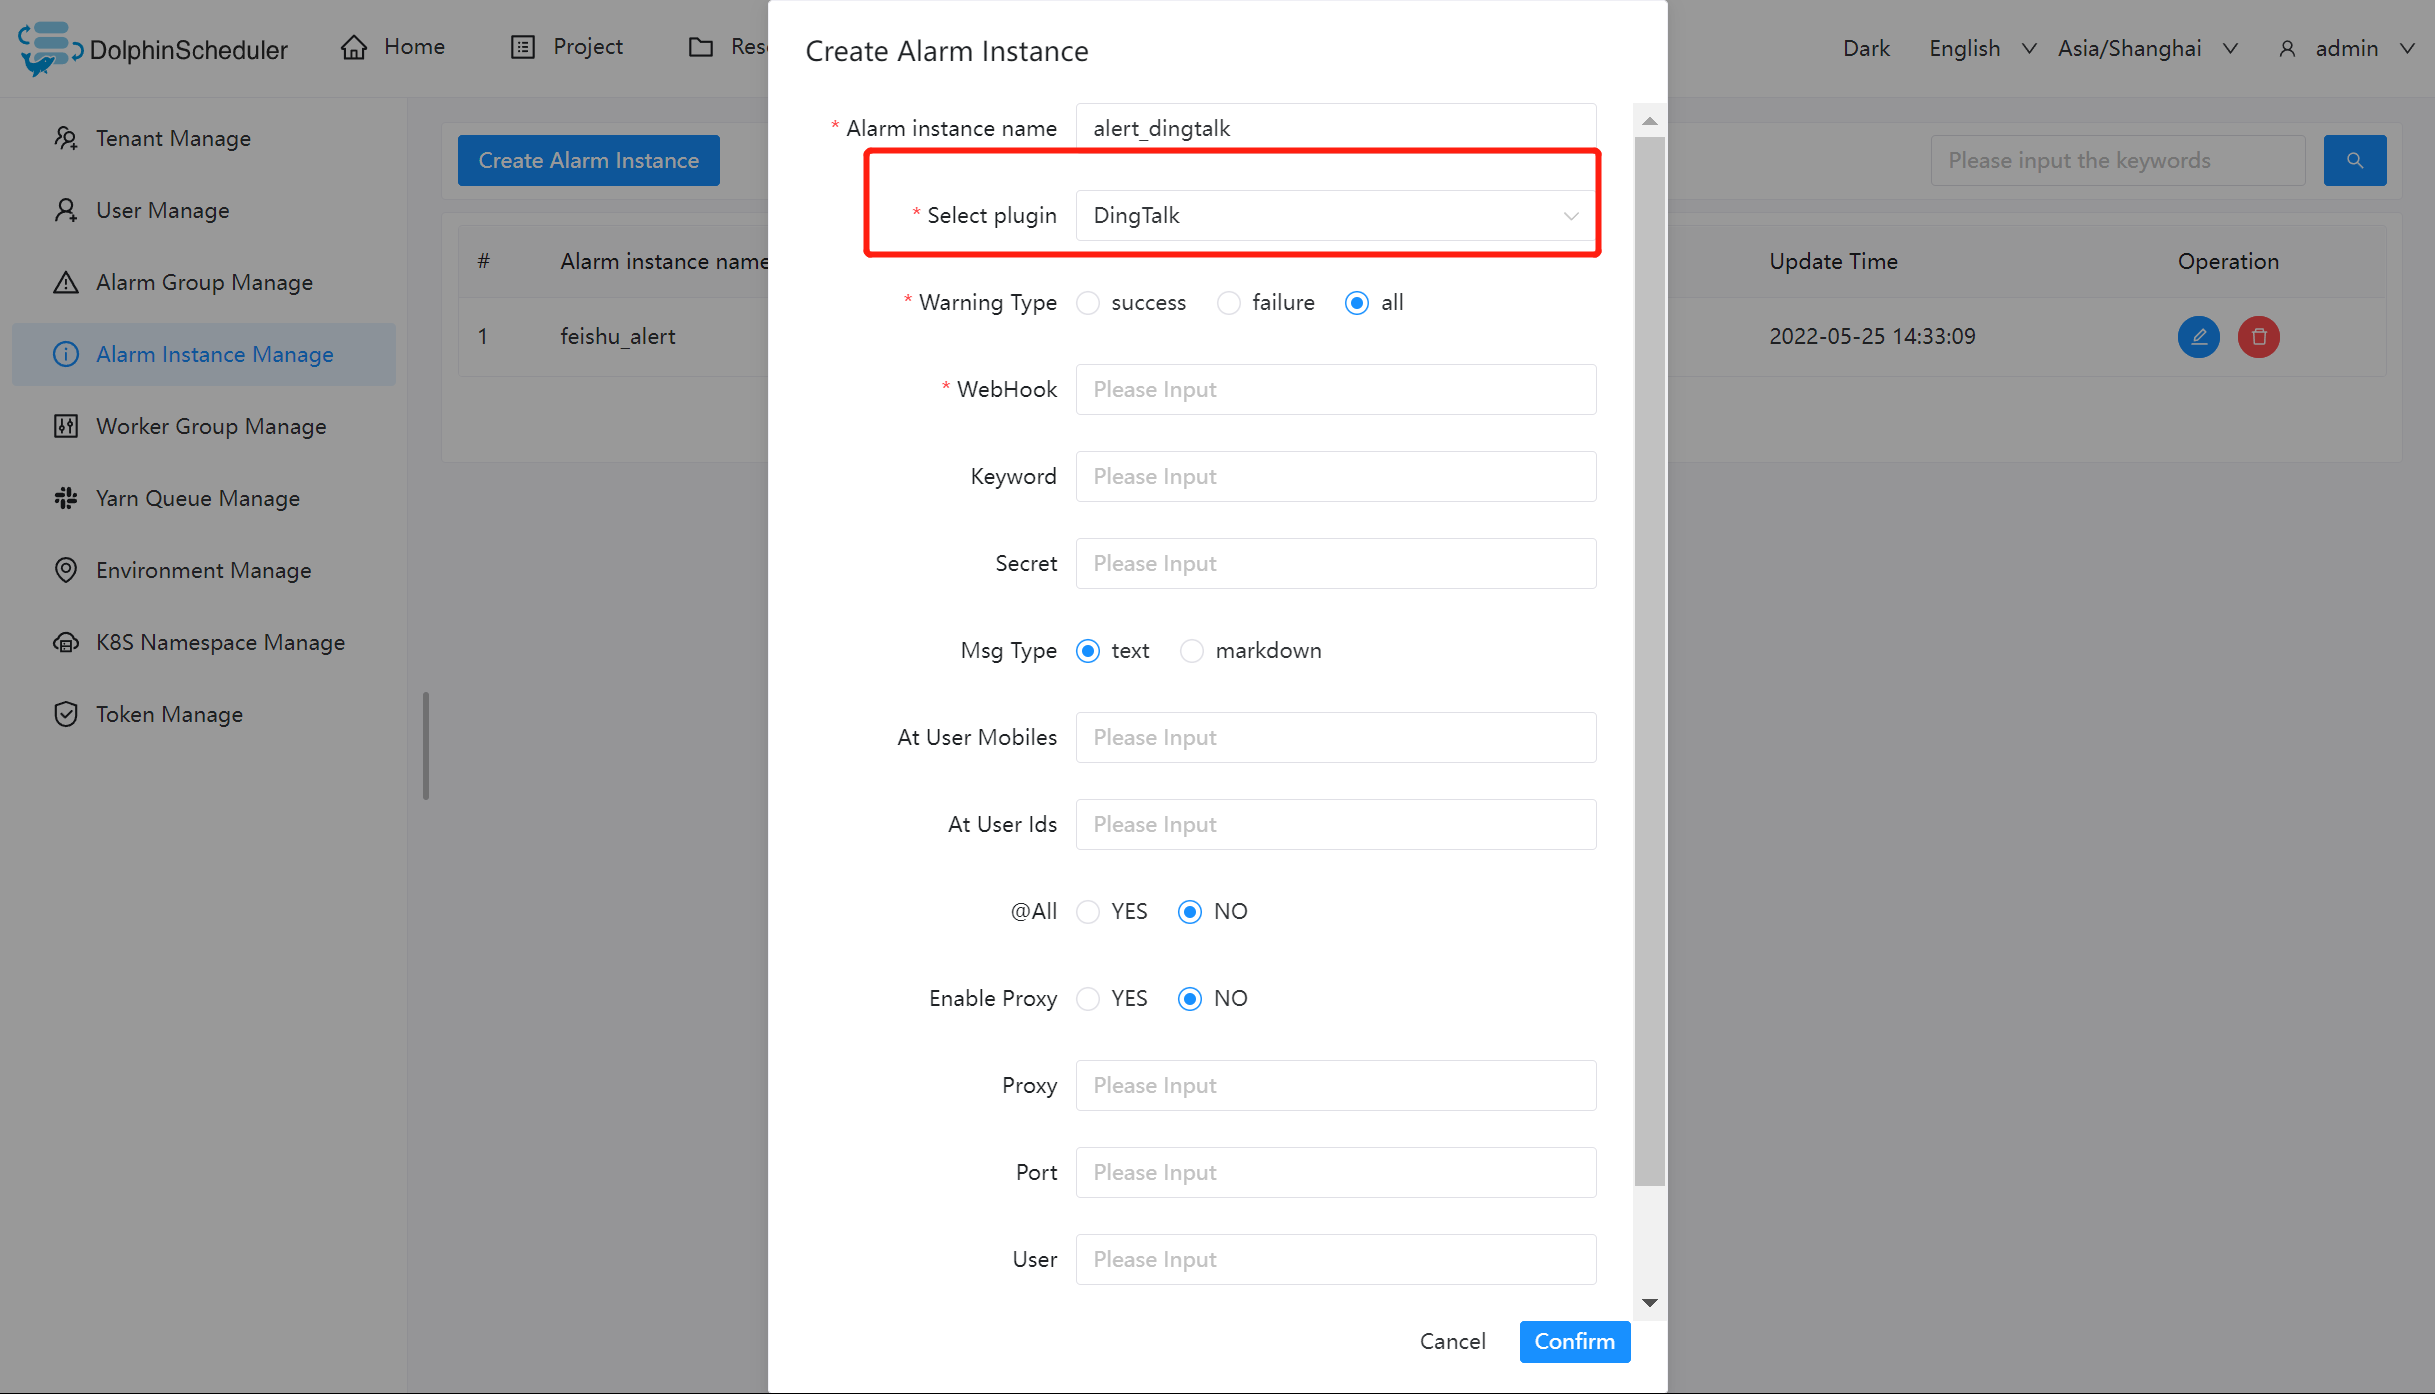 DolphinScheduler
Home
Project
Dark
English
Asia/Shanghai
admin
Tenant Manage
User Manage
Alarm Group Manage
Alarm Instance Manage
Worker Group Manage
Yarn Queue Manage
Environment Manage
K8S Namespace Manage
Token Manage
Create Alarm Instance
Please input the keywords
# Alarm instance name Update Time Operation
1 feishu_alert 2022-05-25 14:33:09
Create Alarm Instance
* Alarm instance name alert_dingtalk
* Select plugin DingTalk
* Warning Type success failure all
* WebHook Please Input
Keyword Please Input
Secret Please Input
Msg Type text markdown
At User Mobiles Please Input
At User Ids Please Input
@All YES NO
Enable Proxy YES NO
Proxy Please Input
Port Please Input
User Please Input
Cancel Confirm